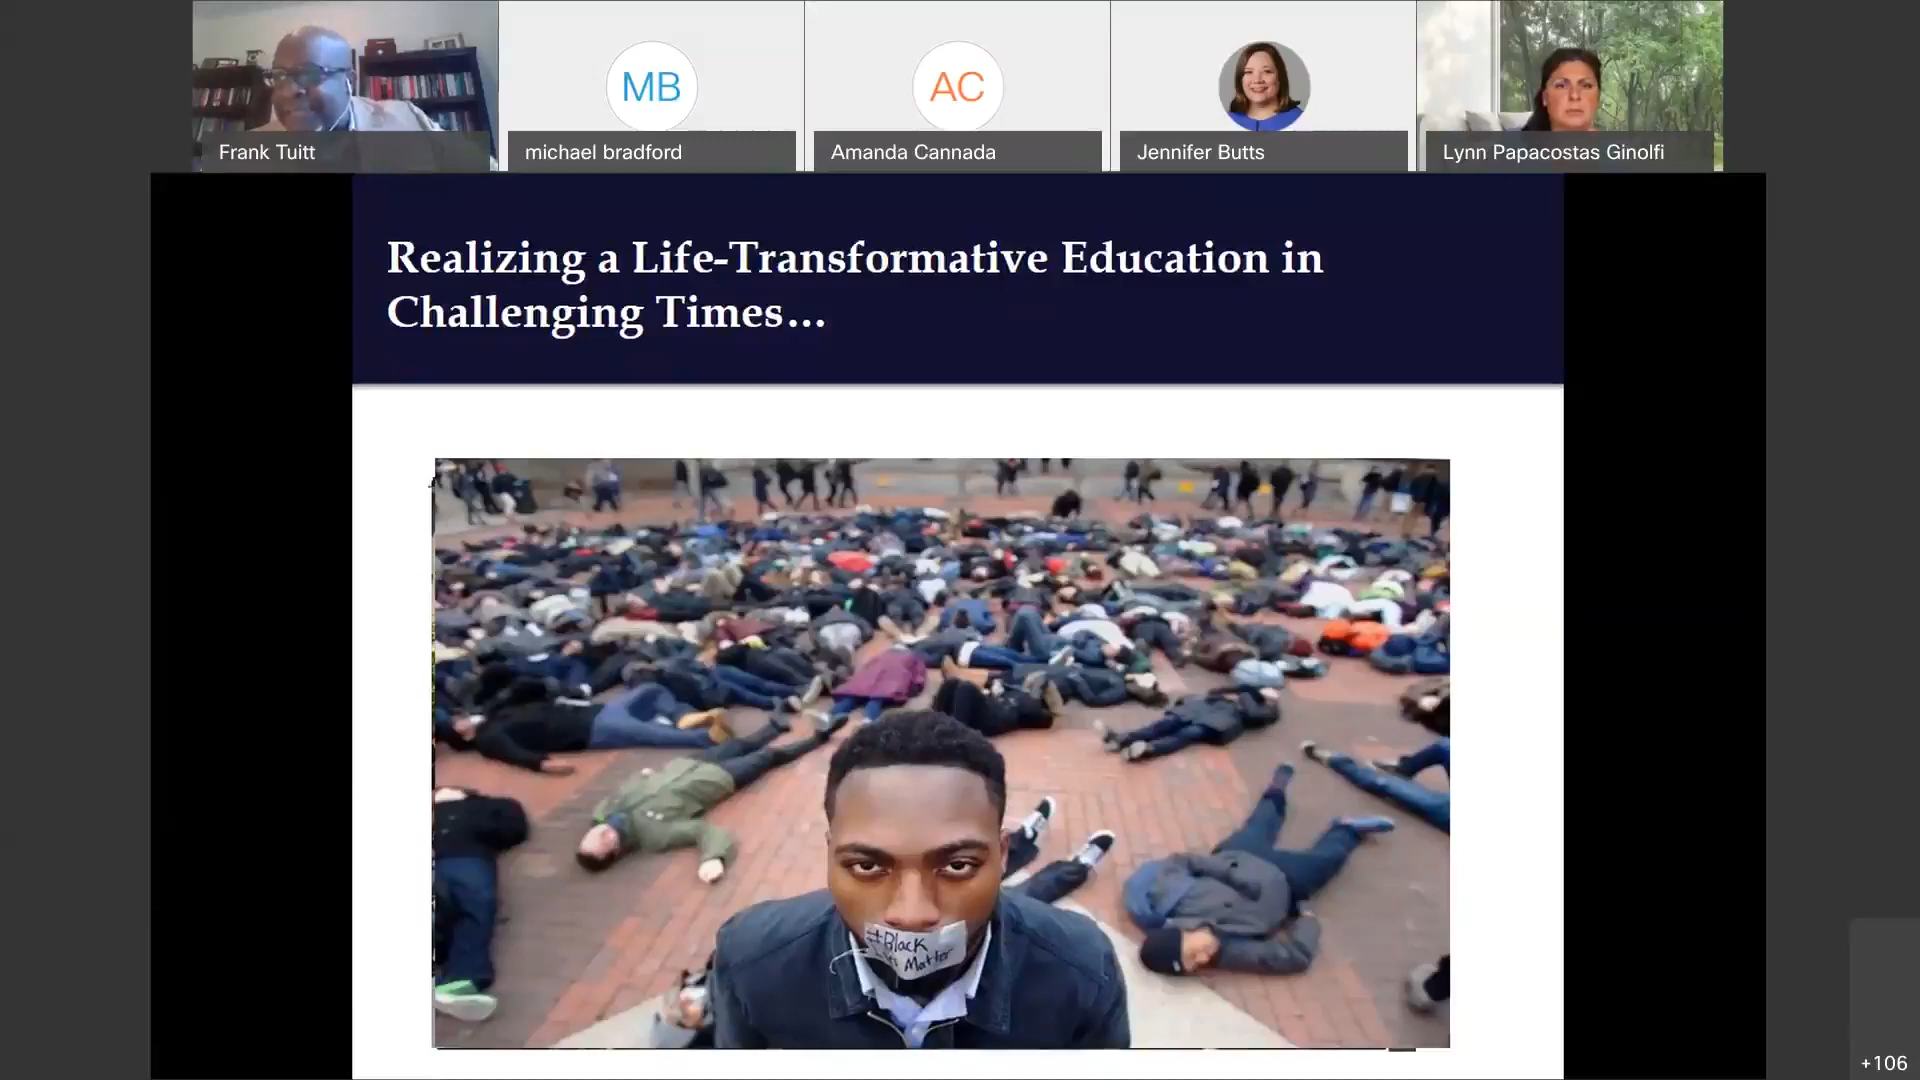 Frank Tuitt
MB
michael bradford
AC
Amanda Cannada
Jennifer Butts
Lynn Papacostas Ginolfi
Realizing a Life-Transformative Education in
Challenging Times...
#Black
Matter
+106